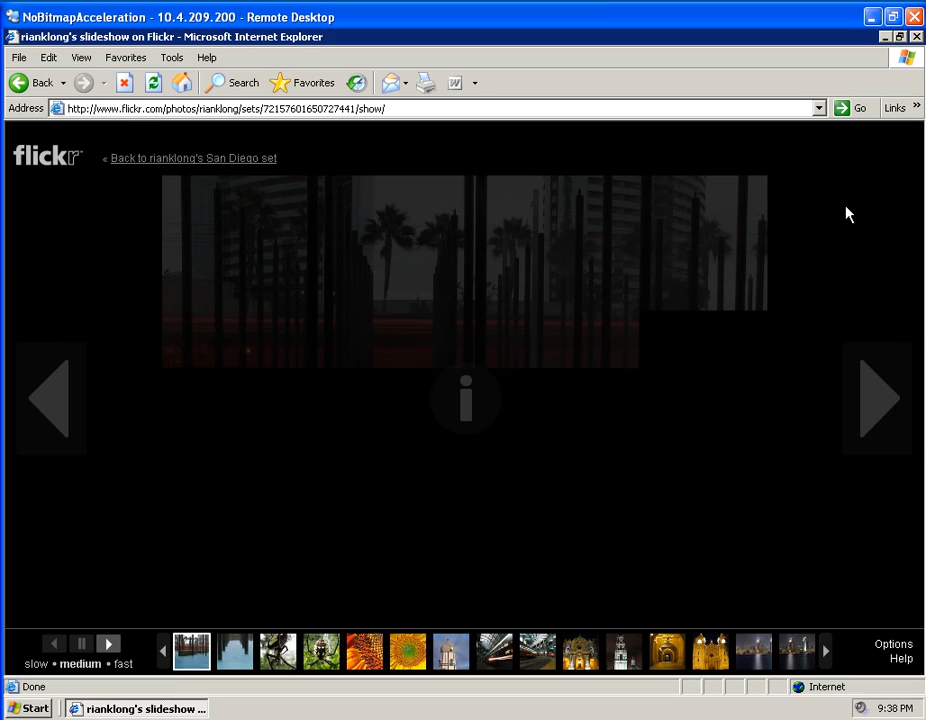 NoBitmapAcceleration - 10.4.209.200 - Remote Desktop
rianklong's slideshow on Flickr - Microsoft Internet Explorer
File Edit View Favorites Tools Help
Back Search Favorites
Address http://www.flickr.com/photos/rianklong/sets/72157601650727441/show/ Go Links »
flickr « Back to rianklong's San Diego set
i
slow • medium • fast
Options
Help
Done Internet
Start rianklong's slideshow ... 9:38 PM